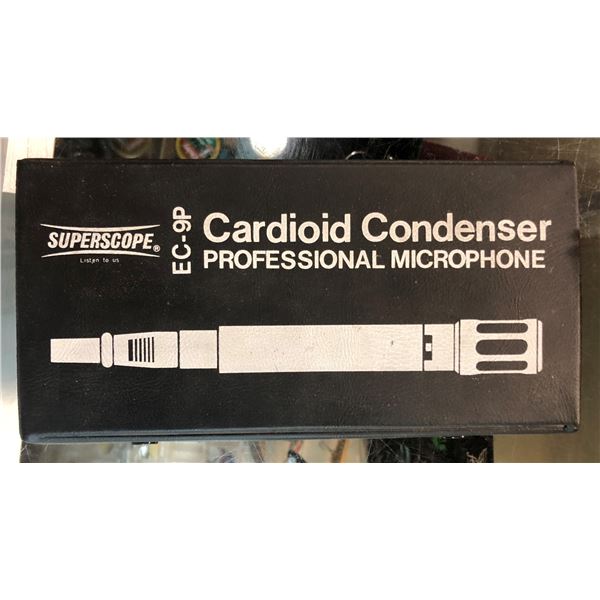 SUPERSCOPE®
Listen to us
EC-9P
Cardioid Condenser
PROFESSIONAL MICROPHONE